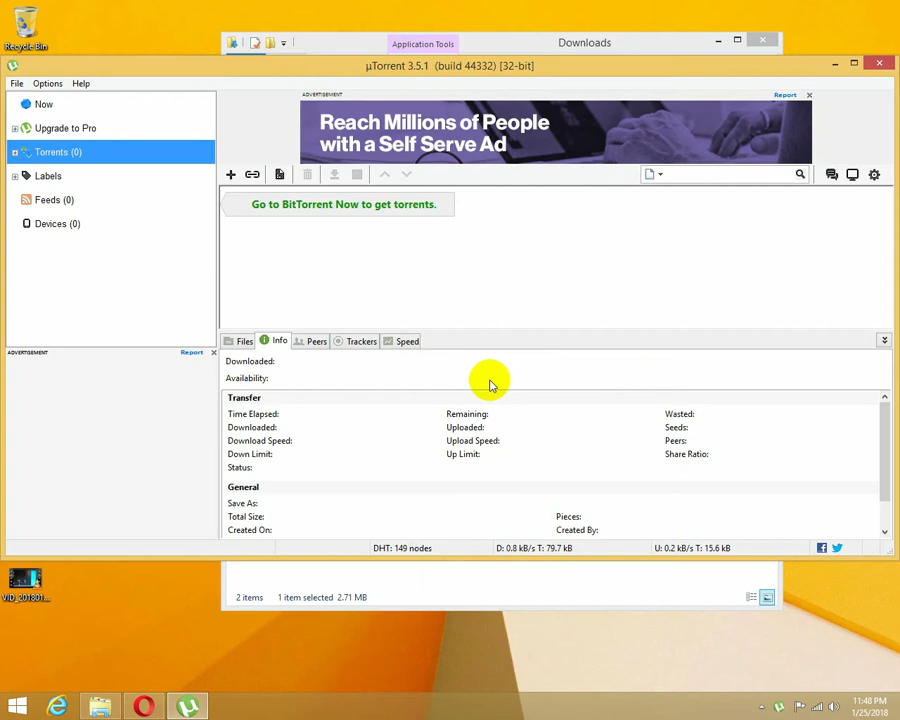 Recycle Bin
Application Tools
Downloads
µTorrent 3.5.1 (build 44332) [32-bit]
File Options Help
Now
Upgrade to Pro
Torrents (0)
Labels
Feeds (0)
Devices (0)
ADVERTISEMENT Report
Reach Millions of People
with a Self Serve Ad
Go to BitTorrent Now to get torrents.
ADVERTISEMENT Report
Files Info Peers Trackers Speed
Downloaded:
Availability:
Transfer
Time Elapsed: Remaining: Wasted:
Downloaded: Uploaded: Seeds:
Download Speed: Upload Speed: Peers:
Down Limit: Up Limit: Share Ratio:
Status:
General
Save As:
Total Size: Pieces:
Created On: Created By:
DHT: 149 nodes D: 0.8 kB/s T: 79.7 kB U: 0.2 kB/s T: 15.6 kB
VID_201801...
2 items 1 item selected 2.71 MB
11:48 PM
1/25/2018